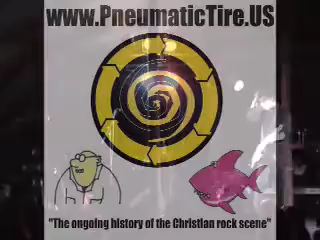 www.PneumaticTire.US
"The ongoing history of the Christian rock scene"